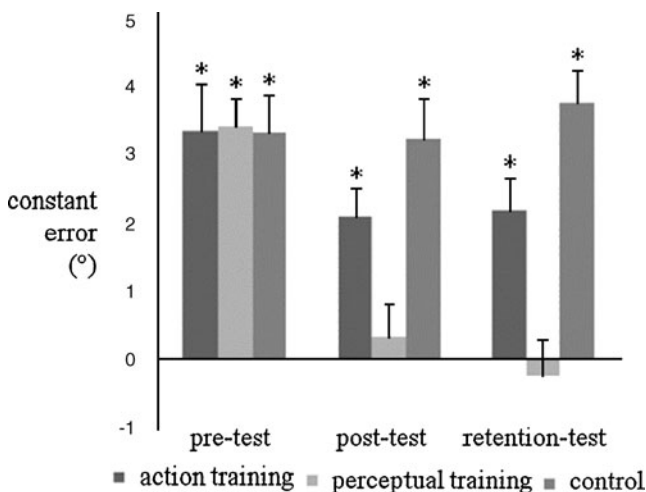 5
4
3
2
1
0
-1
constant
error
(°)
* * *
* *
* *
pre-test post-test retention-test
action training perceptual training control